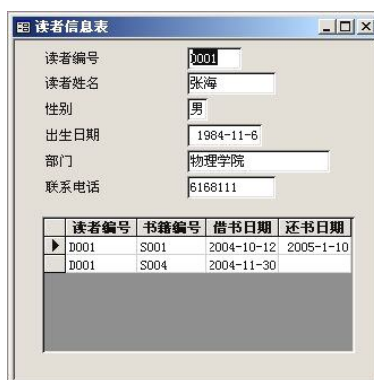 读者信息表
读者编号 D001
读者姓名 张海
性别 男
出生日期 1984-11-6
部门 物理学院
联系电话 6168111
读者编号 书籍编号 借书日期 还书日期
D001 S001 2004-10-12 2005-1-10
D001 S004 2004-11-30